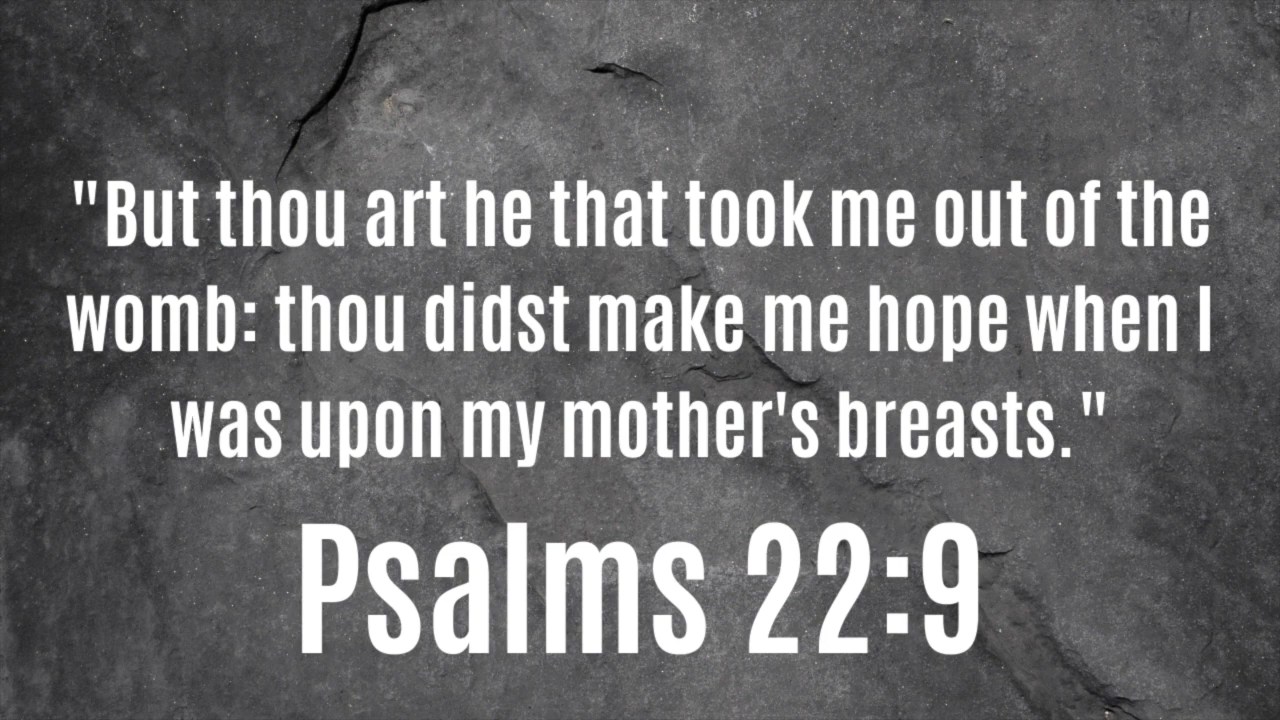 "But thou art he that took me out of the
womb: thou didst make me hope when I
was upon my mother's breasts."
Psalms 22:9